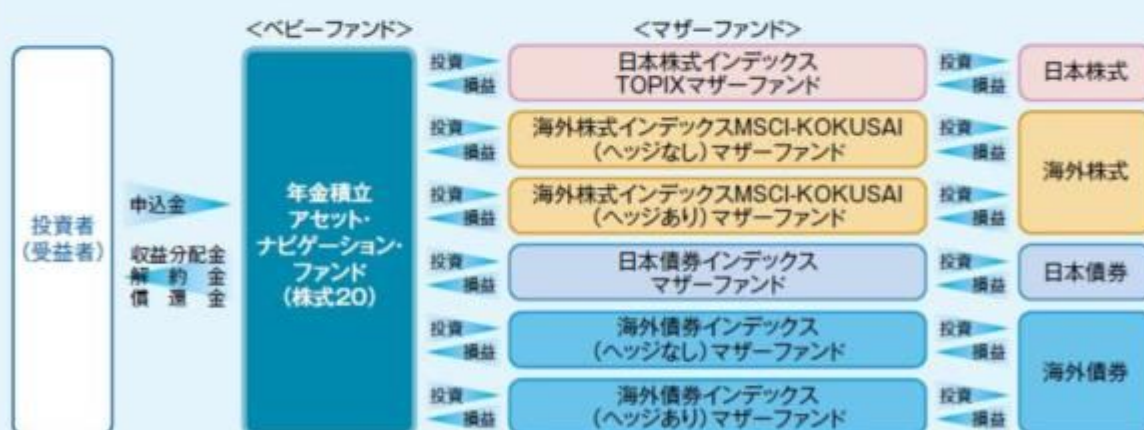 <ベビーファンド>
<マザーファンド>
投資者
(受益者)
申込金
収益分配金
解約金
償還金
年金積立
アセット・
ナビゲーション・
ファンド
(株式20)
投資
損益
日本株式インデックス
TOPIXマザーファンド
投資
損益
日本株式
投資
損益
海外株式インデックスMSCI-KOKUSAI
(ヘッジなし)マザーファンド
投資
損益
海外株式
投資
損益
海外株式インデックスMSCI-KOKUSAI
(ヘッジあり)マザーファンド
投資
損益
投資
損益
日本債券インデックス
マザーファンド
投資
損益
日本債券
投資
損益
海外債券インデックス
(ヘッジなし)マザーファンド
投資
損益
海外債券
投資
損益
海外債券インデックス
(ヘッジあり)マザーファンド
投資
損益